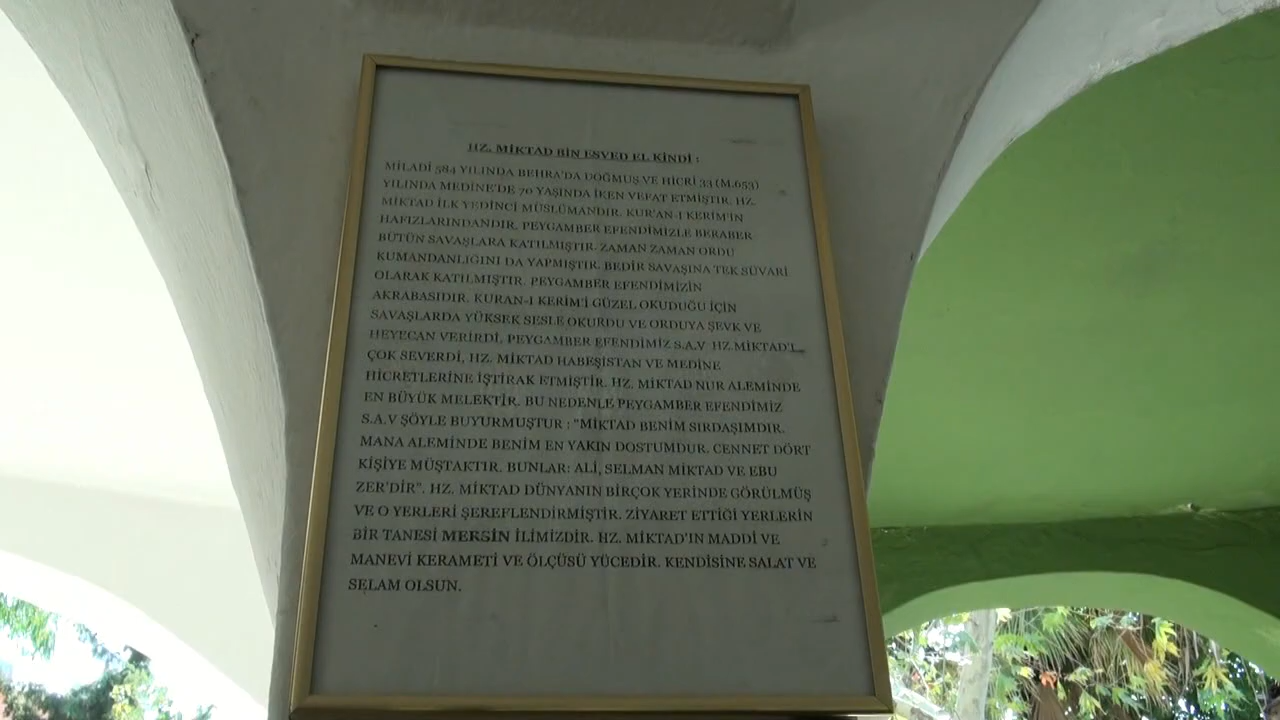 HZ. MİKTAD BİN ESVED EL KİNDİ :
MİLADİ 584 YILINDA BEHRA'DA DOĞMUŞ VE HİCRİ 33 (M.653)
YILINDA MEDİNE'DE 70 YAŞINDA İKEN VEFAT ETMİŞTİR. HZ.
MİKTAD İLK YEDİNCİ MÜSLÜMANDIR. KUR'AN-I KERİM'İN
HAFIZLARINDANDIR. PEYGAMBER EFENDİMİZLE BERABER
BÜTÜN SAVAŞLARA KATILMIŞTIR. ZAMAN ZAMAN ORDU
KUMANDANLIĞINI DA YAPMIŞTIR. BEDİR SAVAŞINA TEK SÜVARİ
OLARAK KATILMIŞTIR. PEYGAMBER EFENDİMİZİN
AKRABASIDIR. KURAN-I KERİM'İ GÜZEL OKUDUĞU İÇİN
SAVAŞLARDA YÜKSEK SESLE OKURDU VE ORDUYA ŞEVK VE
HEYECAN VERİRDİ. PEYGAMBER EFENDİMİZ S.A.V HZ. MİKTAD'I
ÇOK SEVERDİ, HZ. MİKTAD HABEŞİSTAN VE MEDİNE
HİCRETLERİNE İŞTİRAK ETMİŞTİR. HZ. MİKTAD NUR ALEMİNDE
EN BÜYÜK MELEKTİR. BU NEDENLE PEYGAMBER EFENDİMİZ
S.A.V ŞÖYLE BUYURMUŞTUR : "MİKTAD BENİM SIRDAŞIMDIR.
MANA ALEMİNDE BENİM EN YAKIN DOSTUMDUR. CENNET DÖRT
KİŞİYE MÜŞTAKTIR. BUNLAR: ALİ, SELMAN MİKTAD VE EBU
ZER'DİR". HZ. MİKTAD DÜNYANIN BİRÇOK YERİNDE GÖRÜLMÜŞ
VE O YERLERİ ŞEREFLENDİRMİŞTİR. ZİYARET ETTİĞİ YERLERİN
BİR TANESİ MERSİN İLİMİZDİR. HZ. MİKTAD'IN MADDİ VE
MANEVİ KERAMETİ VE ÖLÇÜSÜ YÜCEDİR. KENDİSİNE SALAT VE
SELAM OLSUN.